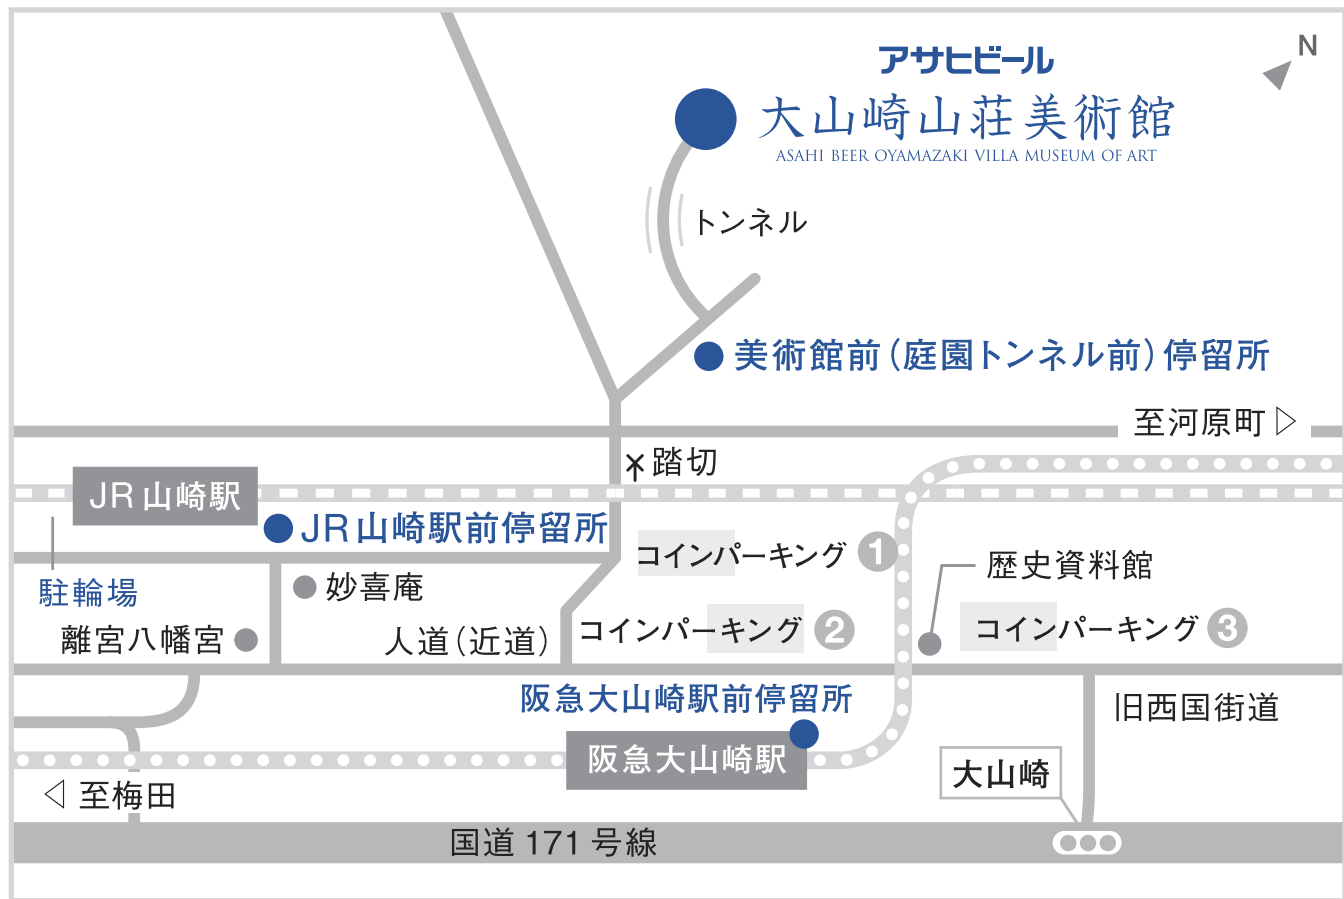 N
アサヒビール
大山崎山荘美術館
ASAHI BEER OYAMAZAKI VILLA MUSEUM OF ART
トンネル
美術館前(庭園トンネル前)停留所
至河原町
踏切
JR山崎駅
JR山崎駅前停留所
コインパーキング 1
歴史資料館
駐輪場
妙喜庵
離宮八幡宮
人道(近道)
コインパーキング 2
コインパーキング 3
阪急大山崎駅前停留所
旧西国街道
阪急大山崎駅
大山崎
至梅田
国道171号線